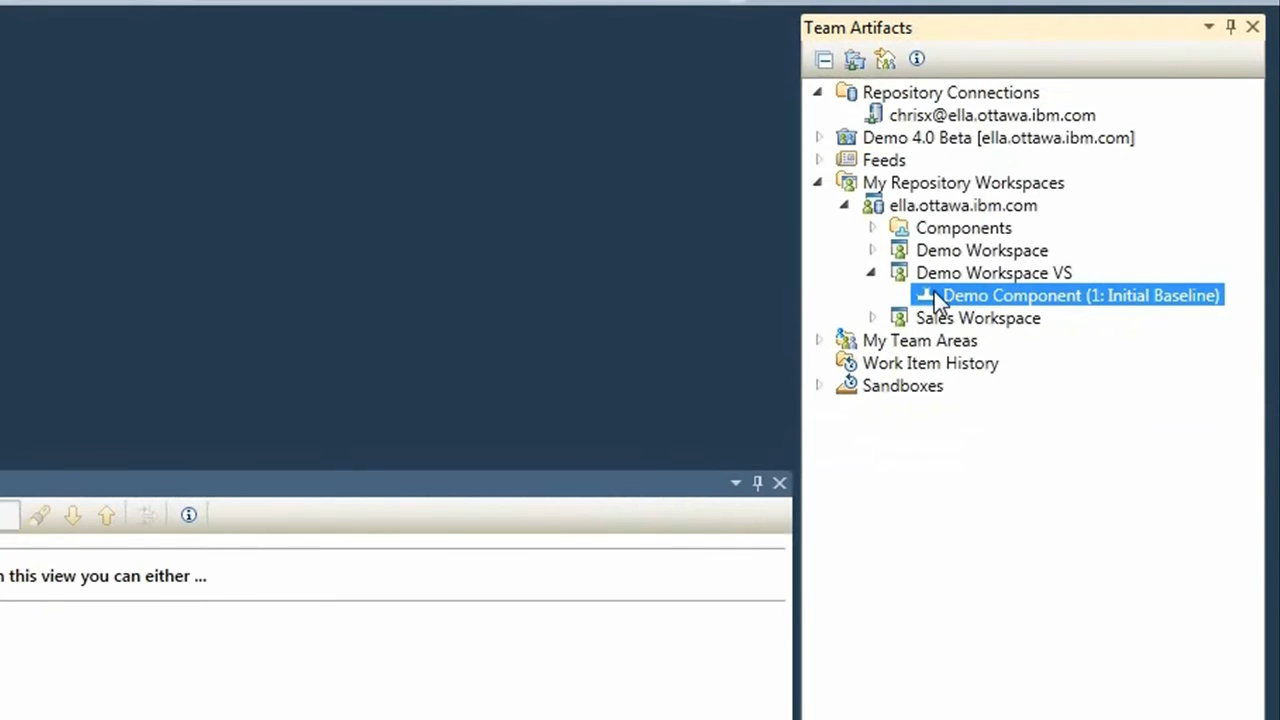 Team Artifacts
Repository Connections
chrisx@ella.ottawa.ibm.com
Demo 4.0 Beta [ella.ottawa.ibm.com]
Feeds
My Repository Workspaces
ella.ottawa.ibm.com
Components
Demo Workspace
Demo Workspace VS
Demo Component (1: Initial Baseline)
Sales Workspace
My Team Areas
Work Item History
Sandboxes
this view you can either ...